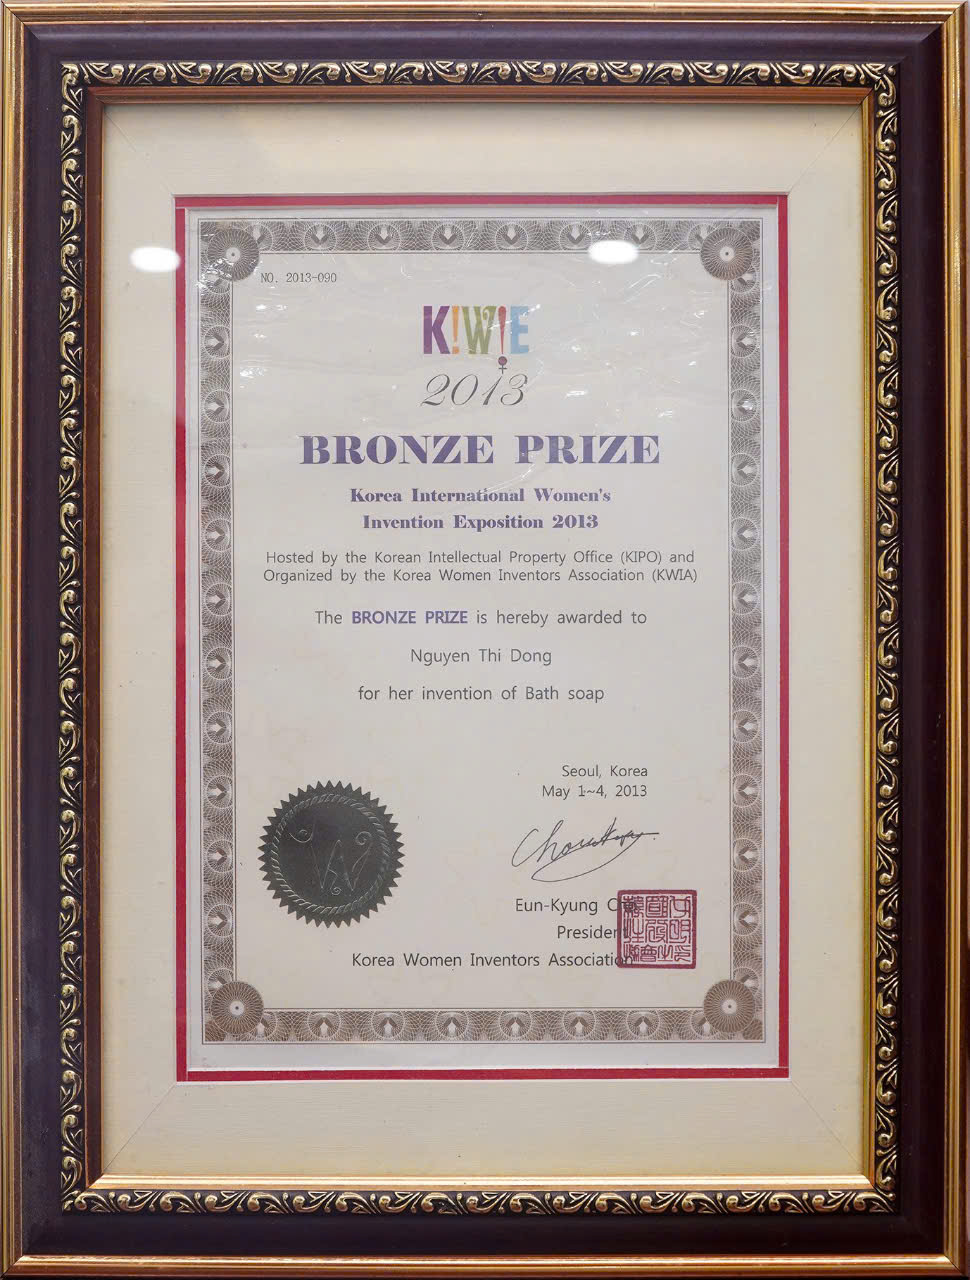 NO. 2013-090
K!W!E
2013
BRONZE PRIZE
Korea International Women's
Invention Exposition 2013
Hosted by the Korean Intellectual Property Office (KIPO) and
Organized by the Korea Women Inventors Association (KWIA)
The BRONZE PRIZE is hereby awarded to
Nguyen Thi Dong
for her invention of Bath soap
Seoul, Korea
May 1~4, 2013
Eun-Kyung
President
Korea Women Inventors Association